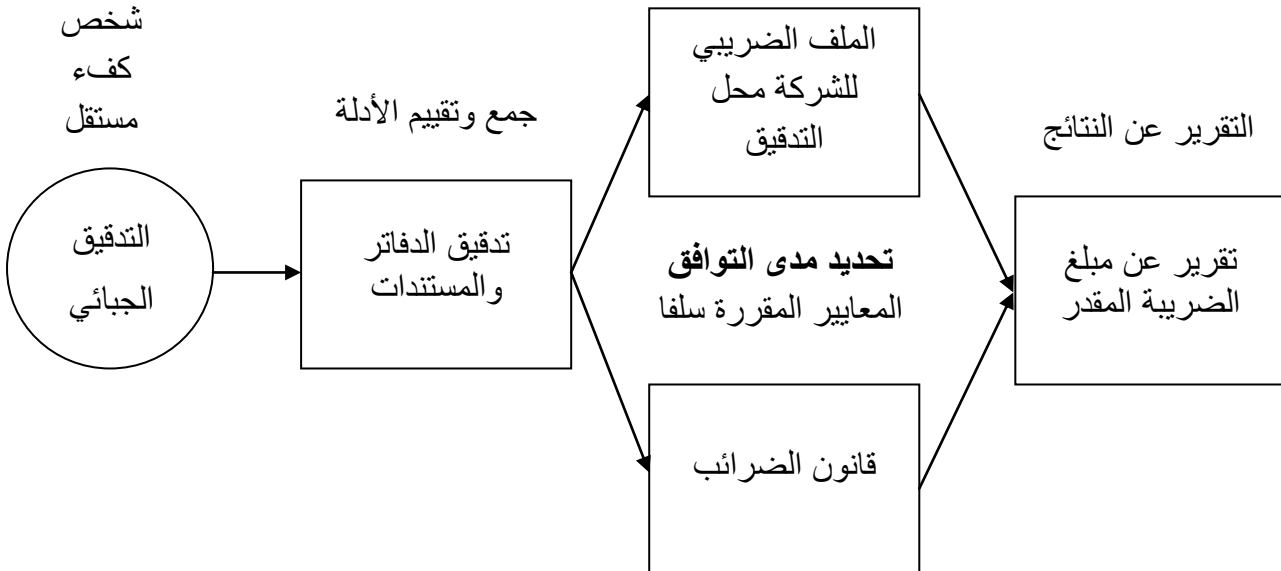 شخص
كفء
مستقل
التدقيق
الجبائي
جمع وتقييم الأدلة
تدقيق الدفاتر
والمستندات
الملف الضريبي
للشركة محل
التدقيق
تحديد مدى التوافق
المعايير المقررة سلفا
قانون الضرائب
التقرير عن النتائج
تقرير عن مبلغ
الضريبة المقدر